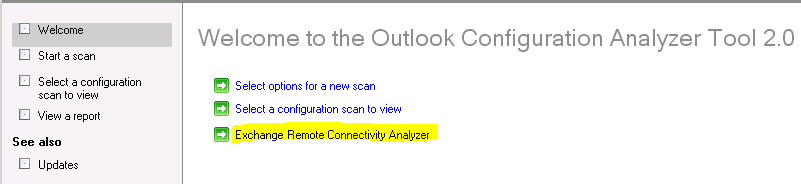 Welcome
Start a scan
Select a configuration
scan to view
View a report
See also
Updates
Welcome to the Outlook Configuration Analyzer Tool 2.0
Select options for a new scan
Select a configuration scan to view
Exchange Remote Connectivity Analyzer